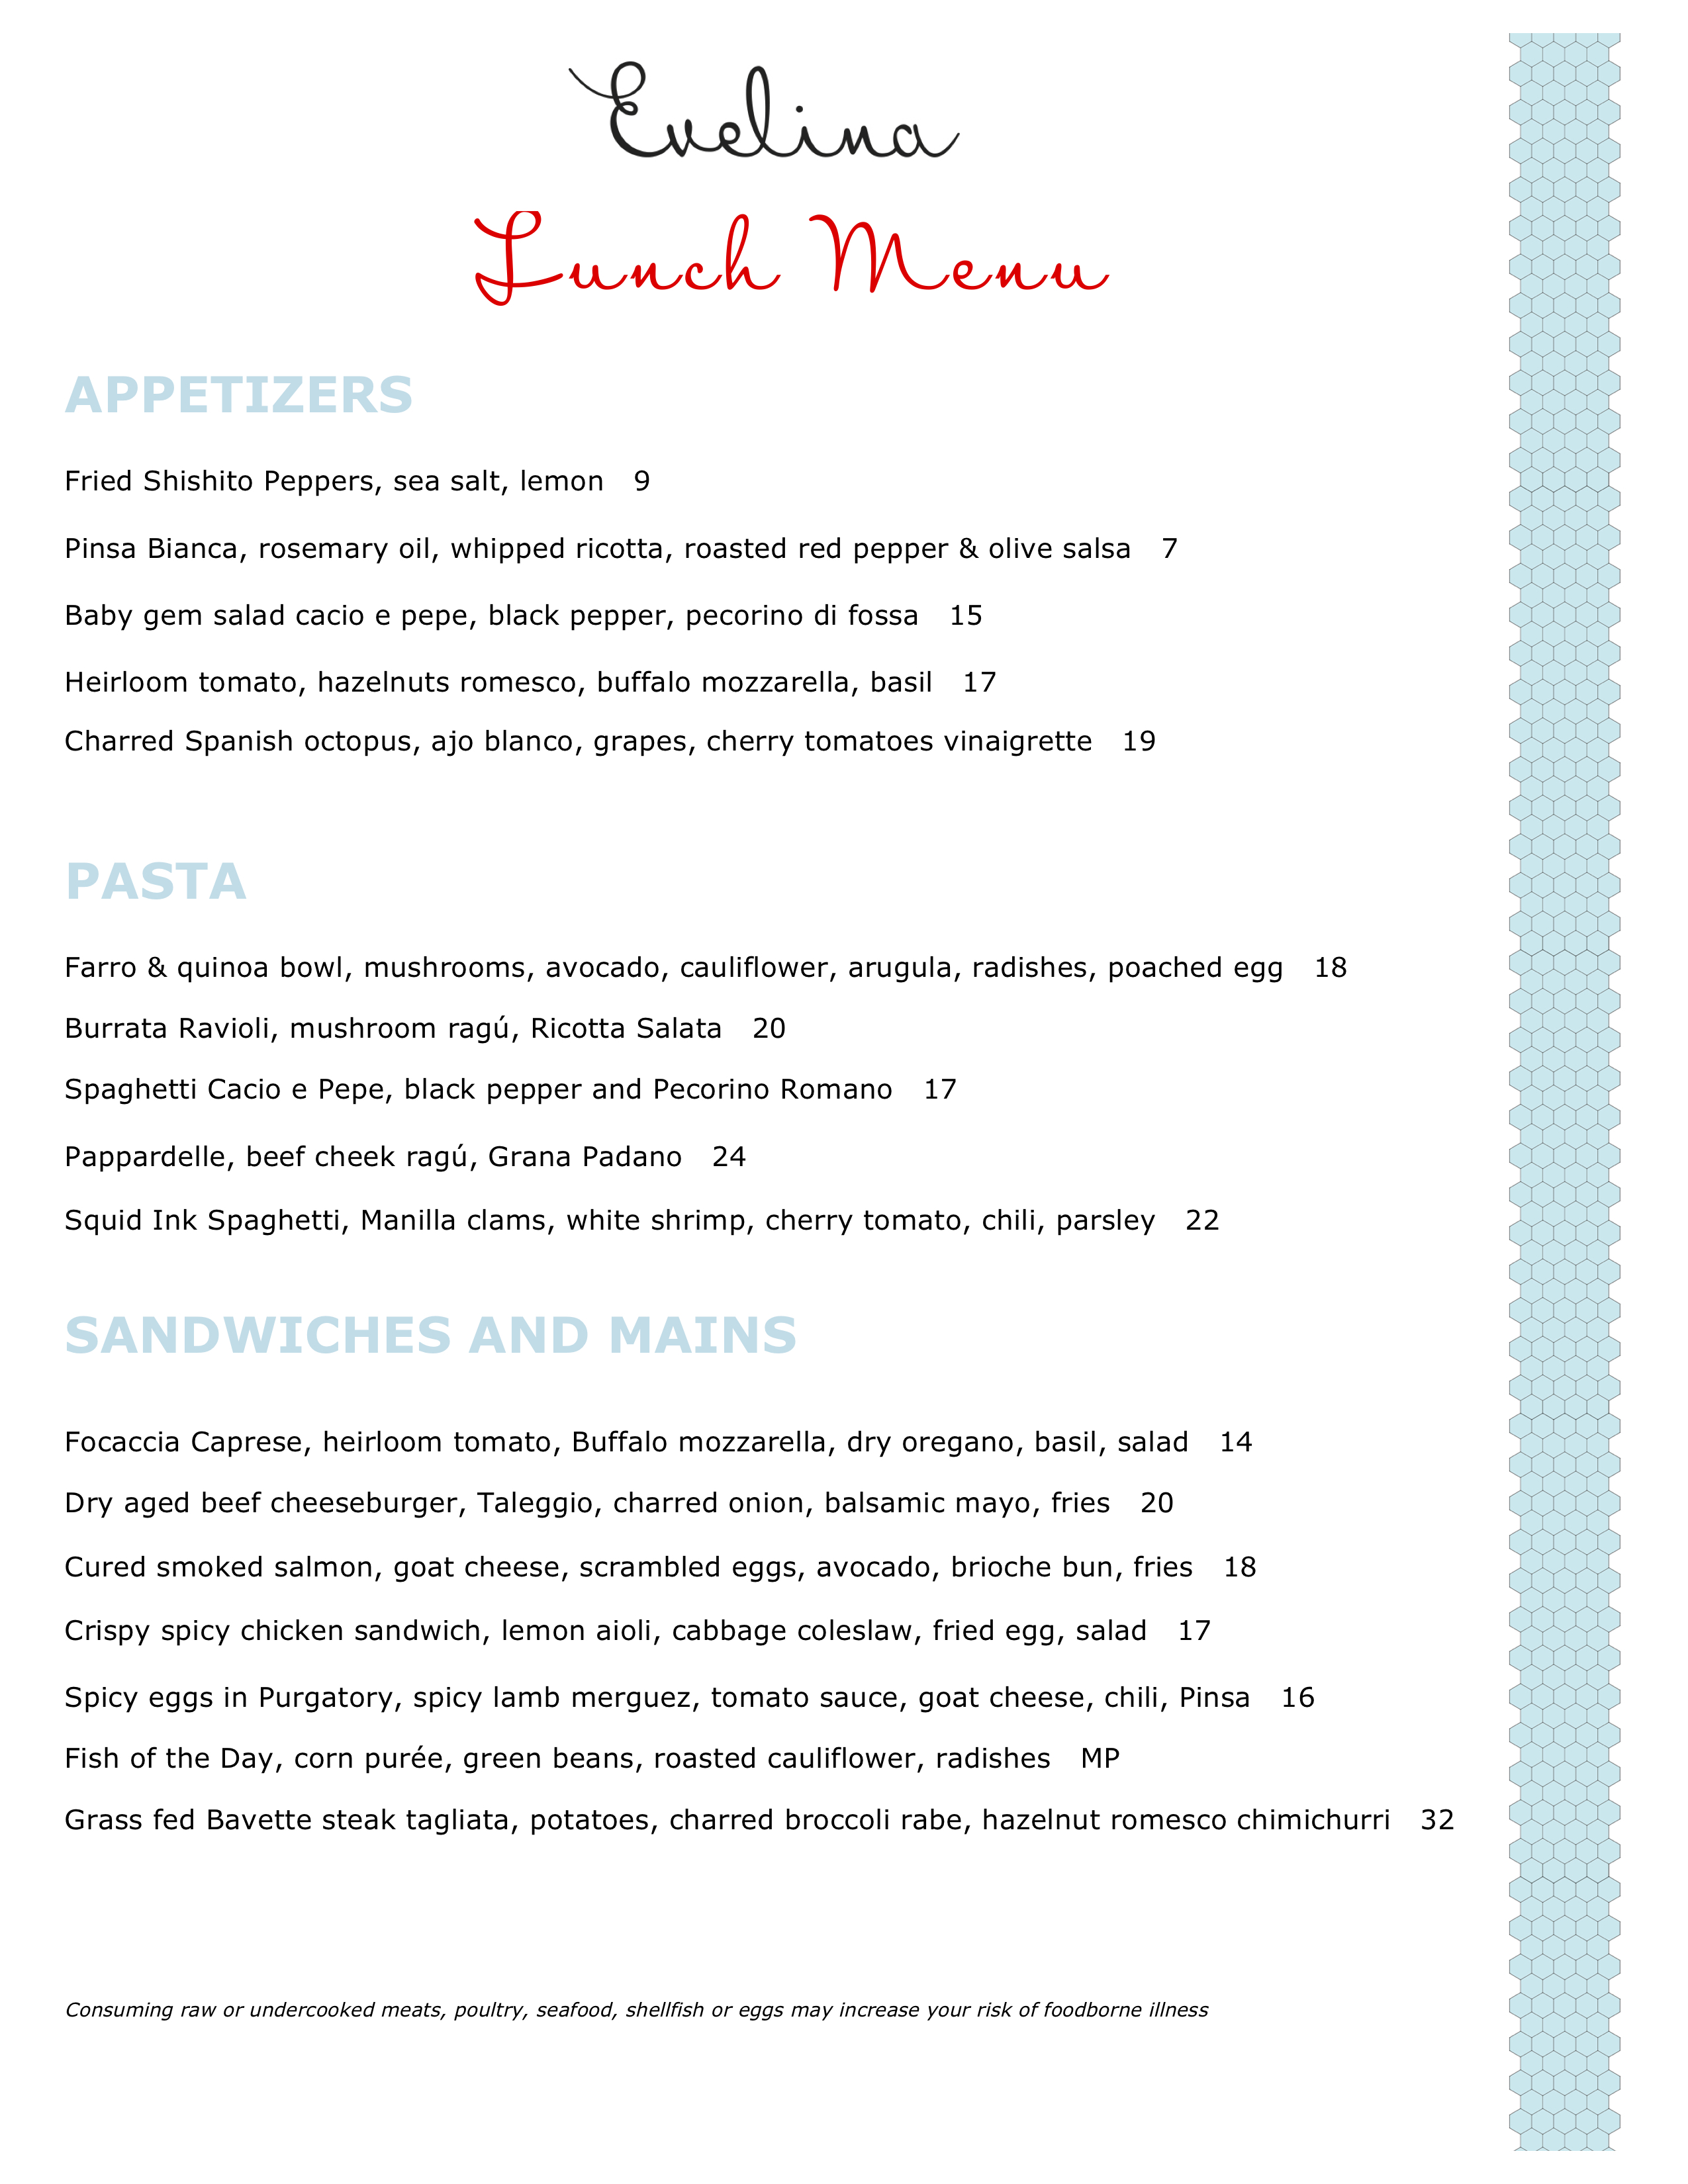 Evelina
Lunch Menu
APPETIZERS
Fried Shishito Peppers, sea salt, lemon 9
Pinsa Bianca, rosemary oil, whipped ricotta, roasted red pepper & olive salsa 7
Baby gem salad cacio e pepe, black pepper, pecorino di fossa 15
Heirloom tomato, hazelnuts romesco, buffalo mozzarella, basil 17
Charred Spanish octopus, ajo blanco, grapes, cherry tomatoes vinaigrette 19
PASTA
Farro & quinoa bowl, mushrooms, avocado, cauliflower, arugula, radishes, poached egg 18
Burrata Ravioli, mushroom ragú, Ricotta Salata 20
Spaghetti Cacio e Pepe, black pepper and Pecorino Romano 17
Pappardelle, beef cheek ragú, Grana Padano 24
Squid Ink Spaghetti, Manilla clams, white shrimp, cherry tomato, chili, parsley 22
SANDWICHES AND MAINS
Focaccia Caprese, heirloom tomato, Buffalo mozzarella, dry oregano, basil, salad 14
Dry aged beef cheeseburger, Taleggio, charred onion, balsamic mayo, fries 20
Cured smoked salmon, goat cheese, scrambled eggs, avocado, brioche bun, fries 18
Crispy spicy chicken sandwich, lemon aioli, cabbage coleslaw, fried egg, salad 17
Spicy eggs in Purgatory, spicy lamb merguez, tomato sauce, goat cheese, chili, Pinsa 16
Fish of the Day, corn purée, green beans, roasted cauliflower, radishes MP
Grass fed Bavette steak tagliata, potatoes, charred broccoli rabe, hazelnut romesco chimichurri 32
Consuming raw or undercooked meats, poultry, seafood, shellfish or eggs may increase your risk of foodborne illness